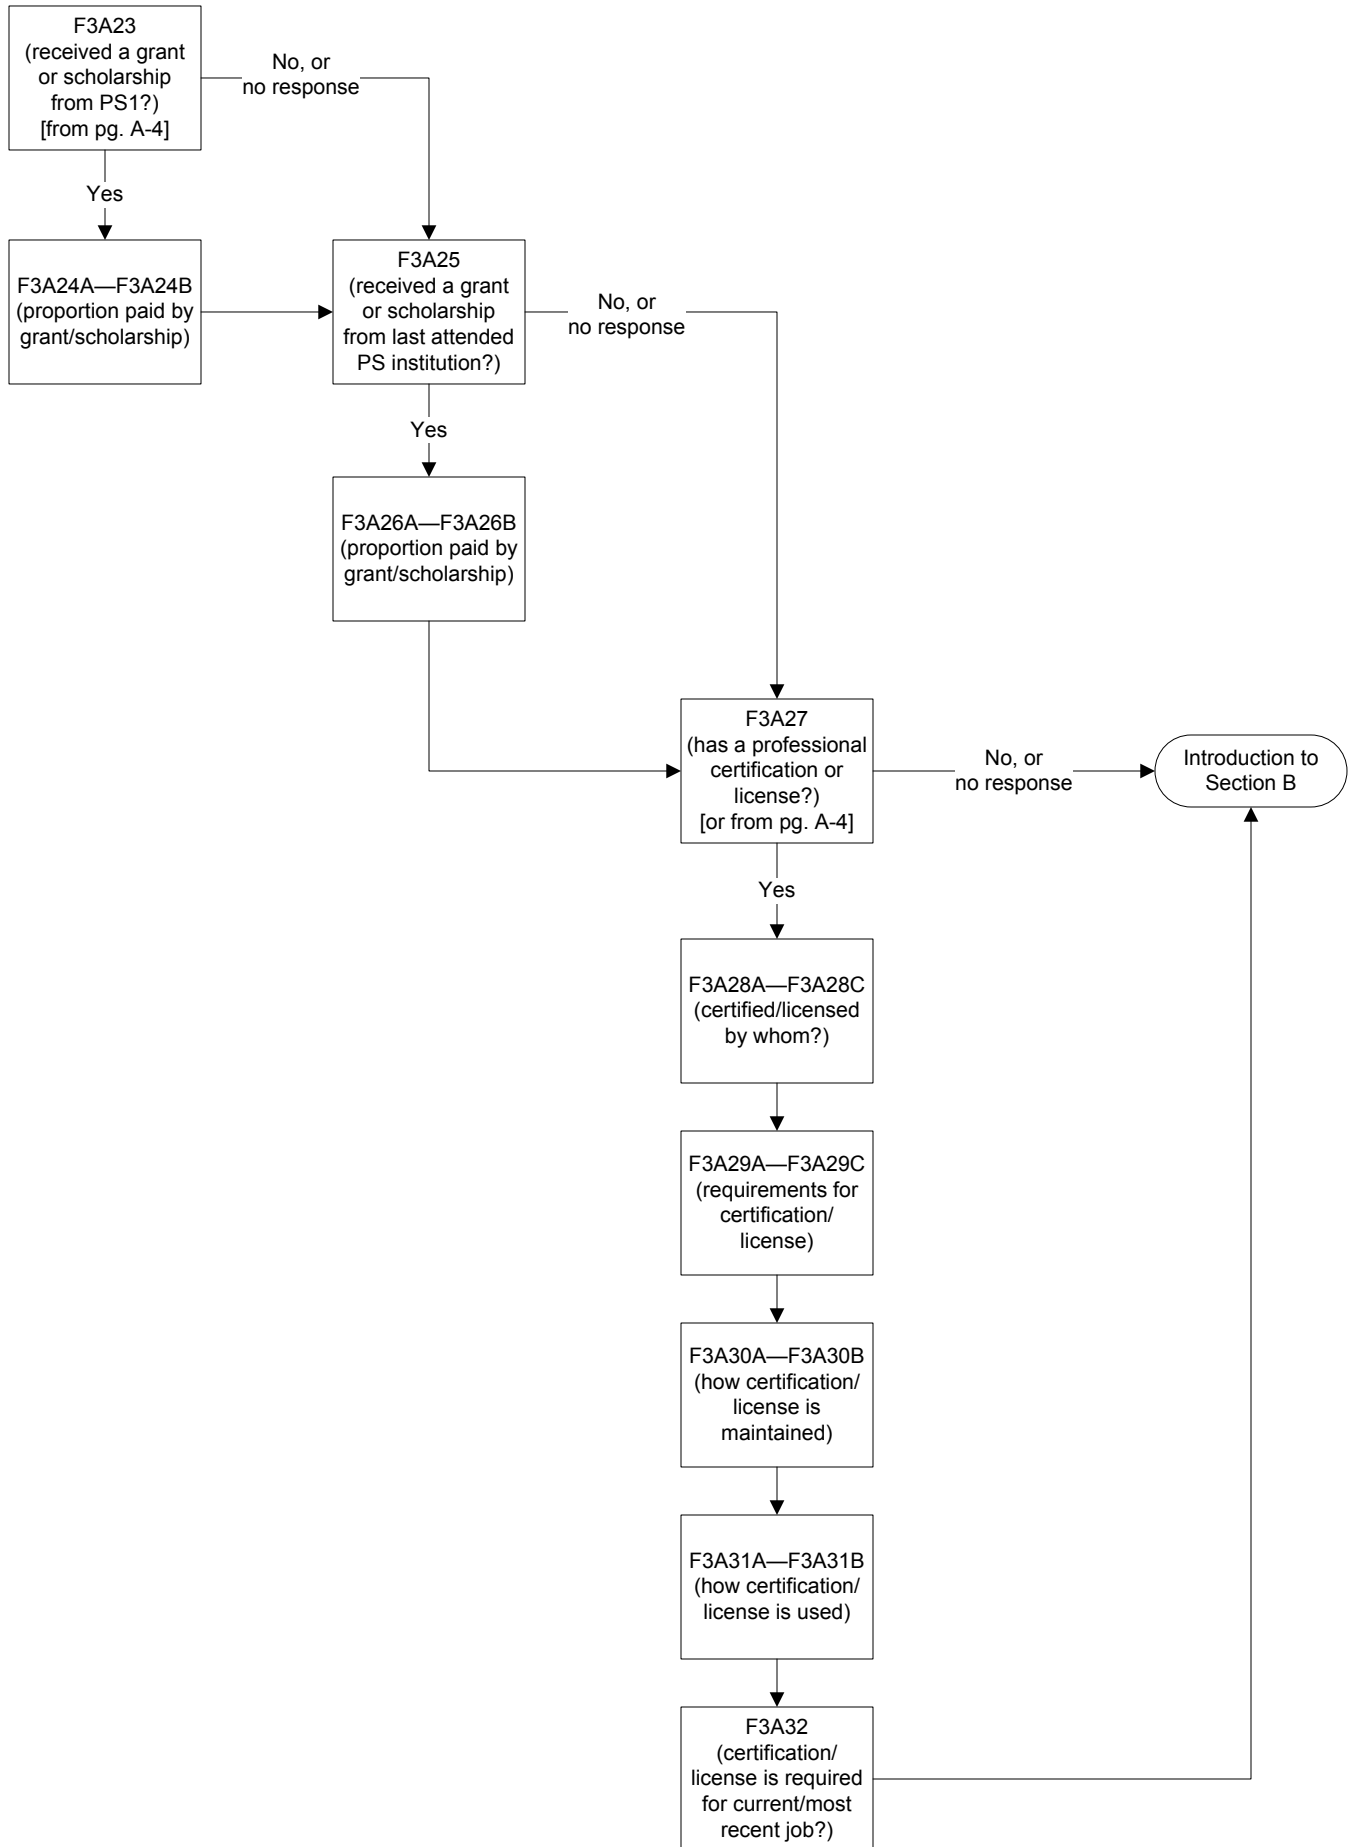 F3A23
(received a grant
or scholarship
from PS1?)
[from pg. A-4]
No, or
no response
Yes
F3A24A—F3A24B
(proportion paid by
grant/scholarship)
F3A25
(received a grant
or scholarship
from last attended
PS institution?)
No, or
no response
Yes
F3A26A—F3A26B
(proportion paid by
grant/scholarship)
F3A27
(has a professional
certification or
license?)
[or from pg. A-4]
No, or
no response
Introduction to
Section B
Yes
F3A28A—F3A28C
(certified/licensed
by whom?)
F3A29A—F3A29C
(requirements for
certification/
license)
F3A30A—F3A30B
(how certification/
license is
maintained)
F3A31A—F3A31B
(how certification/
license is used)
F3A32
(certification/
license is required
for current/most
recent job?)